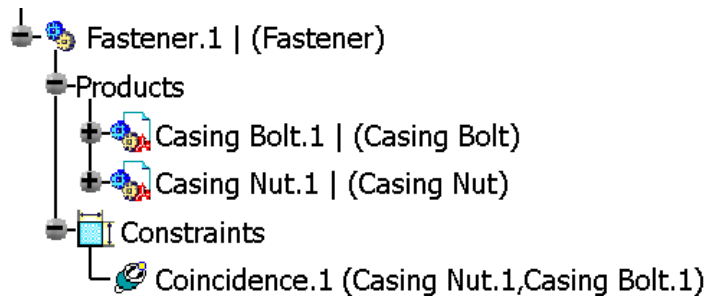 Fastener.1 | (Fastener)
Products
Casing Bolt.1 | (Casing Bolt)
Casing Nut.1 | (Casing Nut)
Constraints
Coincidence.1 (Casing Nut.1,Casing Bolt.1)